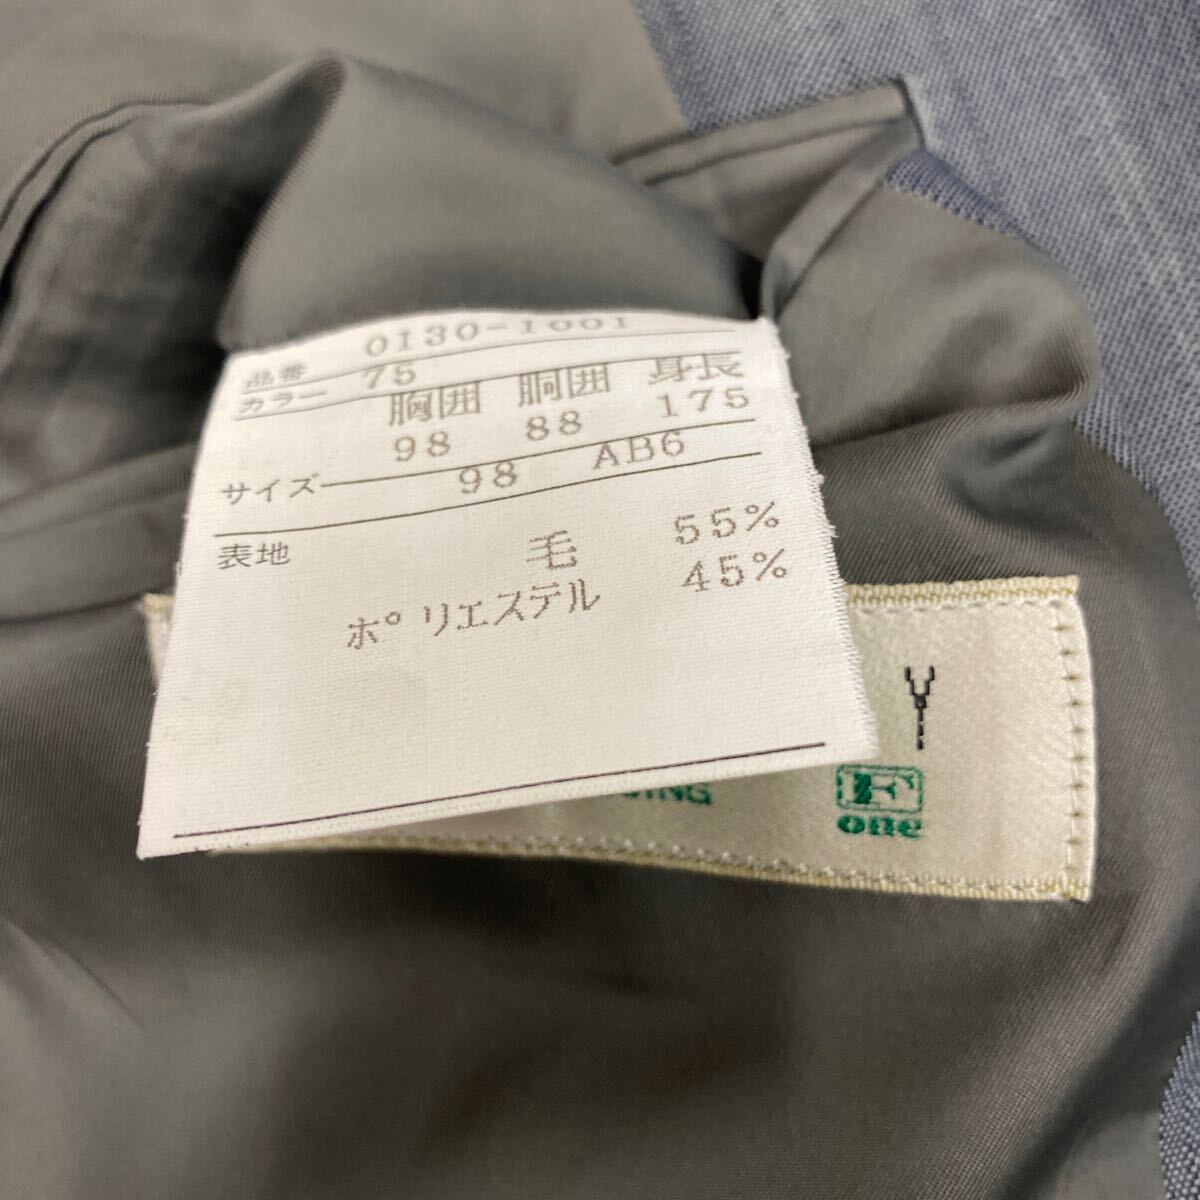 品番 0130-1601
カラー 75
胸囲 胴囲 身長
98 88 175
サイズ 98 AB6
表地 毛 55%
ポリエステル 45%
Y
F
one